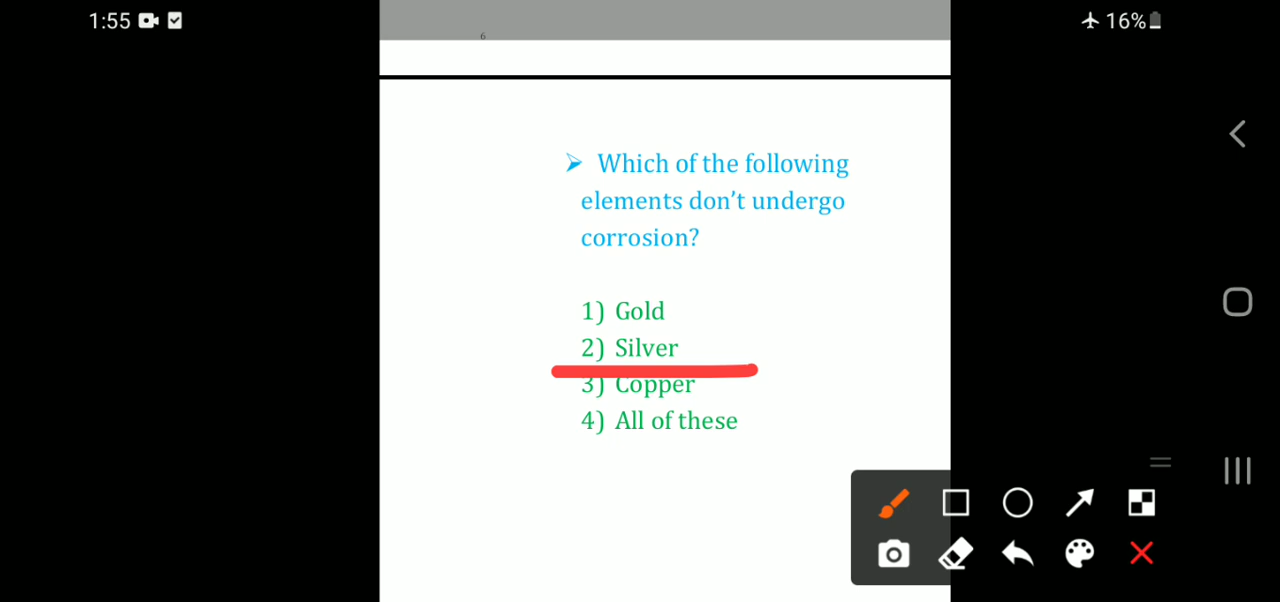 1:55
16%
6
➢ Which of the following
elements don’t undergo
corrosion?
1) Gold
2) Silver
3) Copper
4) All of these